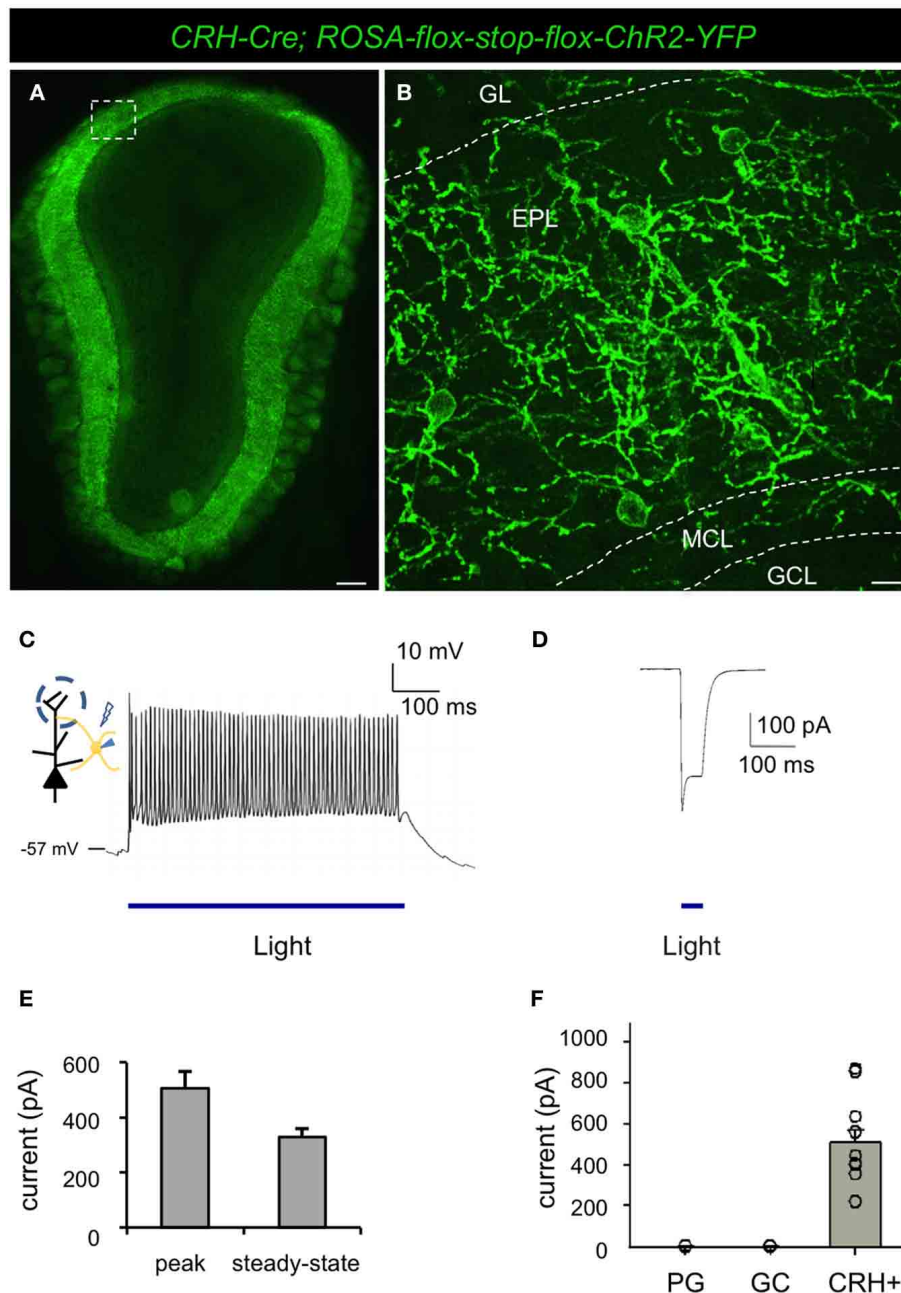 CRH-Cre; ROSA-flox-stop-flox-ChR2-YFP
A
B
GL
EPL
MCL
GCL
C
10 mV
100 ms
-57 mV
Light
D
100 pA
100 ms
Light
E
current (pA)
600
400
200
0
peak
steady-state
F
current (pA)
1000
800
600
400
200
0
PG
GC
CRH+